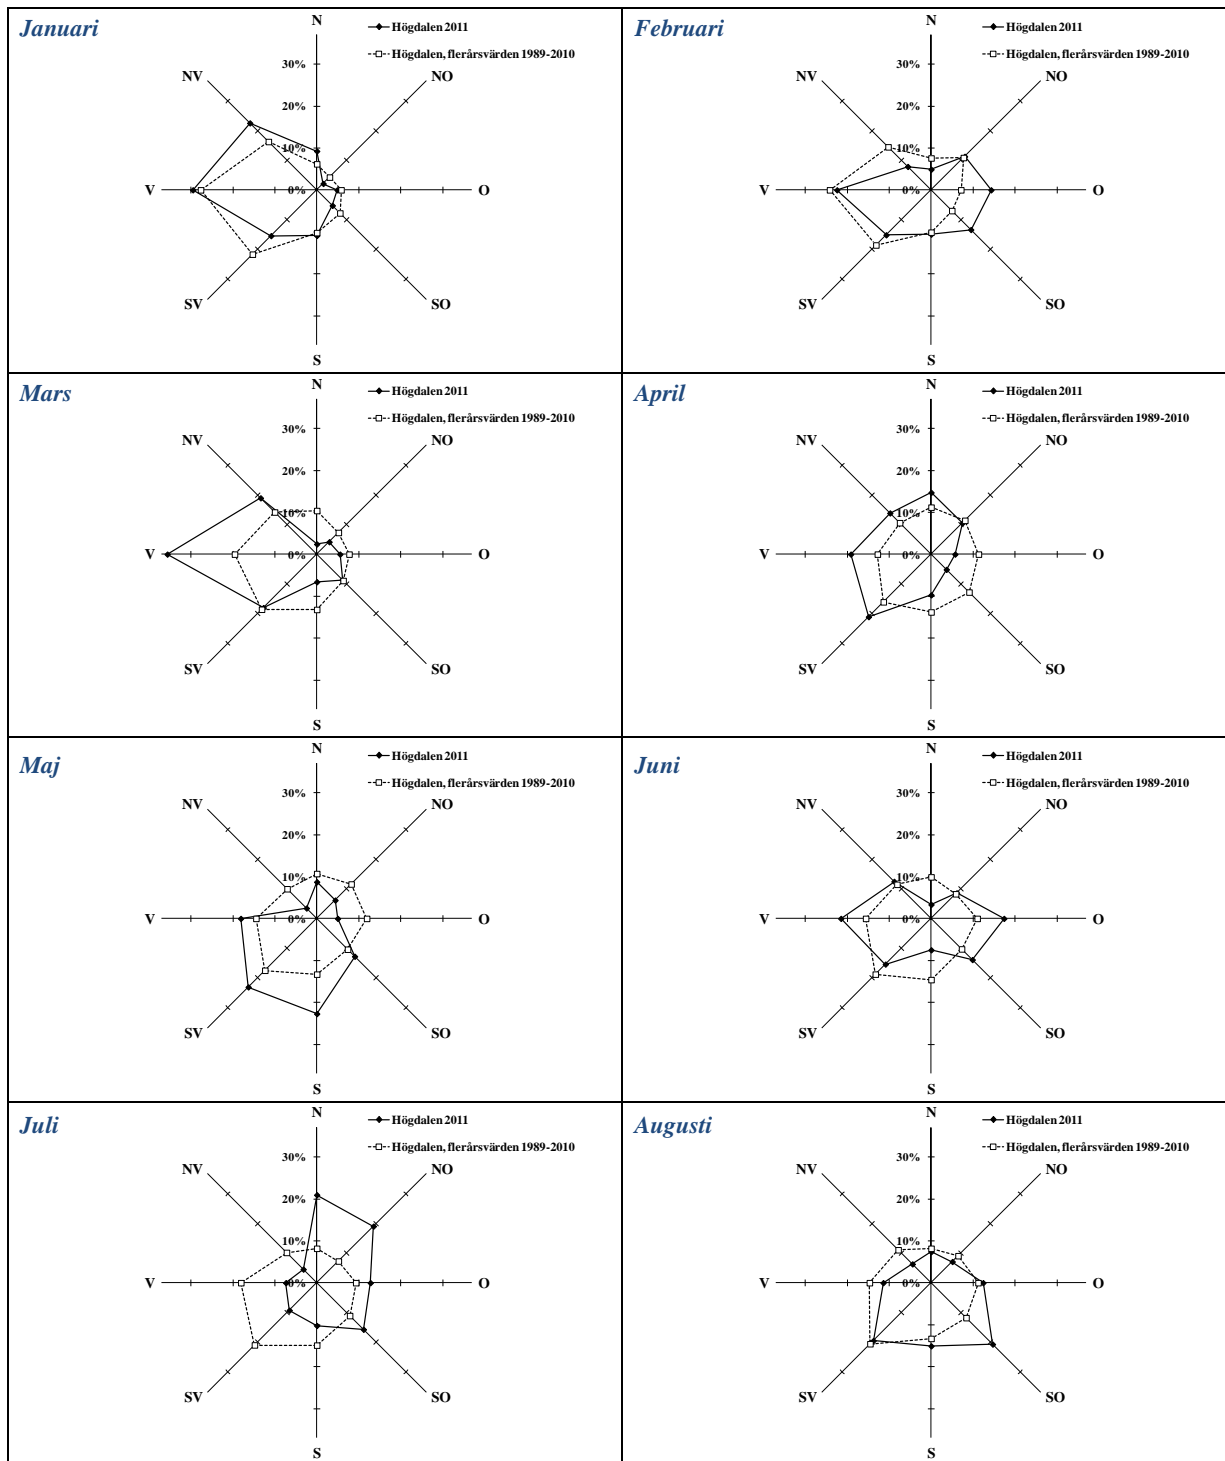 Januari
N
Högdalen 2011
Högdalen, flerårsvärden 1989-2010
30%
NV
NO
20%
10%
V
0%
O
SV
SO
S
Februari
N
Högdalen 2011
Högdalen, flerårsvärden 1989-2010
30%
NV
NO
20%
10%
V
0%
O
SV
SO
S
Mars
N
Högdalen 2011
Högdalen, flerårsvärden 1989-2010
30%
NV
NO
20%
10%
V
0%
O
SV
SO
S
April
N
Högdalen 2011
Högdalen, flerårsvärden 1989-2010
30%
NV
NO
20%
10%
V
0%
O
SV
SO
S
Maj
N
Högdalen 2011
Högdalen, flerårsvärden 1989-2010
30%
NV
NO
20%
10%
V
0%
O
SV
SO
S
Juni
N
Högdalen 2011
Högdalen, flerårsvärden 1989-2010
30%
NV
NO
20%
10%
V
0%
O
SV
SO
S
Juli
N
Högdalen 2011
Högdalen, flerårsvärden 1989-2010
30%
NV
NO
20%
10%
V
0%
O
SV
SO
S
Augusti
N
Högdalen 2011
Högdalen, flerårsvärden 1989-2010
30%
NV
NO
20%
10%
V
0%
O
SV
SO
S